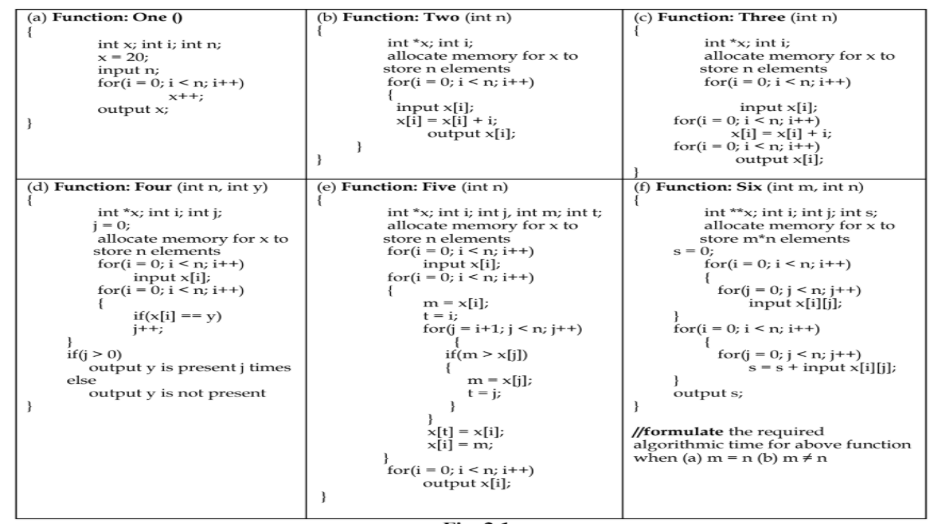 (a) Function: One ()
{
int x; int i; int n;
x = 20;
input n;
for(i = 0; i < n; i++)
x++;
output x;
}
(b) Function: Two (int n)
{
int *x; int i;
allocate memory for x to
store n elements
for(i = 0; i < n; i++)
{
input x[i];
x[i] = x[i] + i;
output x[i];
}
}
(c) Function: Three (int n)
{
int *x; int i;
allocate memory for x to
store n elements
for(i = 0; i < n; i++)
input x[i];
for(i = 0; i < n; i++)
x[i] = x[i] + i;
for(i = 0; i < n; i++)
output x[i];
}
(d) Function: Four (int n, int y)
{
int *x; int i; int j;
j = 0;
allocate memory for x to
store n elements
for(i = 0; i < n; i++)
input x[i];
for(i = 0; i < n; i++)
{
if(x[i] == y)
j++;
}
if(j > 0)
output y is present j times
else
output y is not present
}
(e) Function: Five (int n)
{
int *x; int i; int j, int m; int t;
allocate memory for x to
store n elements
for(i = 0; i < n; i++)
input x[i];
for(i = 0; i < n; i++)
{
m = x[i];
t = i;
for(j = i+1; j < n; j++)
{
if(m > x[j])
{
m = x[j];
t = j;
}
}
x[t] = x[i];
x[i] = m;
}
for(i = 0; i < n; i++)
output x[i];
}
(f) Function: Six (int m, int n)
{
int **x; int i; int j; int s;
allocate memory for x to
store m*n elements
s = 0;
for(i = 0; i < n; i++)
{
for(j = 0; j < n; j++)
input x[i][j];
}
for(i = 0; i < n; i++)
{
for(j = 0; j < n; j++)
s = s + input x[i][j];
}
output s;
}
//formulate the required
algorithmic time for above function
when (a) m = n (b) m ≠ n